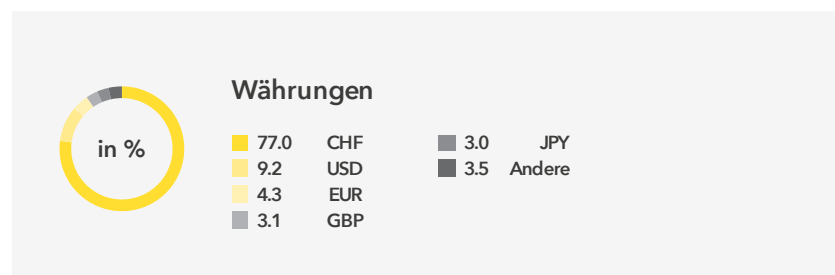 Währungen
in %
77.0 CHF
9.2 USD
4.3 EUR
3.1 GBP
3.0 JPY
3.5 Andere